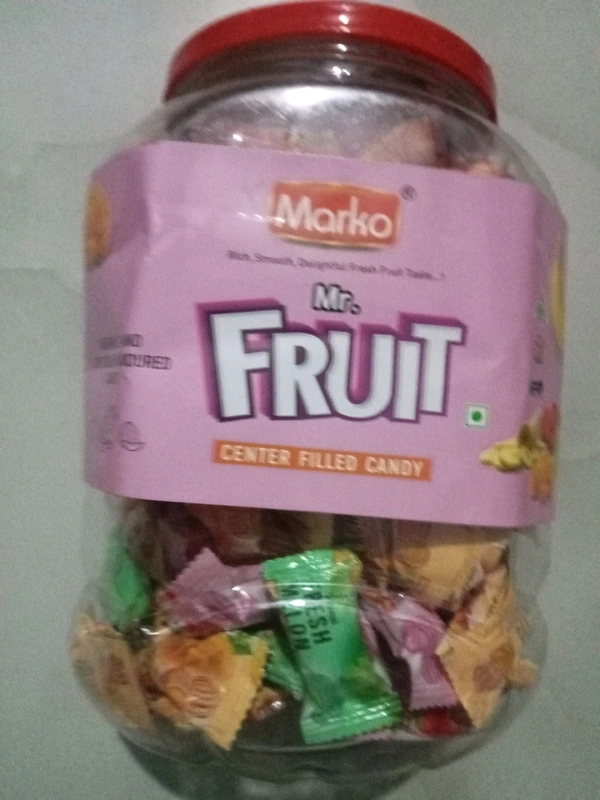 Marko®
Rich, Smooth, Delightful Fresh Fruit Taste..!
Mr.
FRUIT
CENTER FILLED CANDY
FRESH
MELON